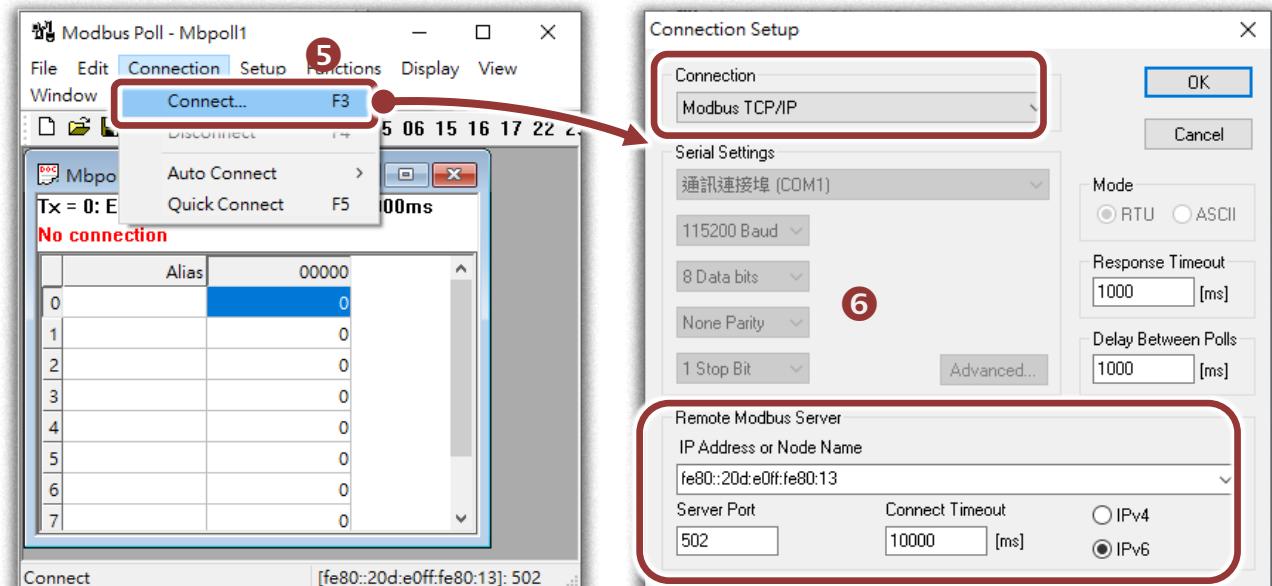 Modbus Poll - Mbpoll1
5
File Edit Connection Setup Functions Display View
Window
Connect... F3
Disconnect F4
5 06 15 16 17 22
Auto Connect >
Quick Connect F5
Mbpo
Tx = 0: E 00ms
No connection
Alias 00000
0 0
1 0
2 0
3 0
4 0
5 0
6 0
7 0
Connect [fe80::20d:e0ff:fe80:13]: 502
Connection Setup
Connection
Modbus TCP/IP
OK
Cancel
Serial Settings
通訊連接埠 (COM1)
115200 Baud
8 Data bits
None Parity
1 Stop Bit
Advanced...
6
Mode
RTU ASCII
Response Timeout
1000 [ms]
Delay Between Polls
1000 [ms]
Remote Modbus Server
IP Address or Node Name
fe80::20d:e0ff:fe80:13
Server Port Connect Timeout
502 10000 [ms]
IPv4
IPv6